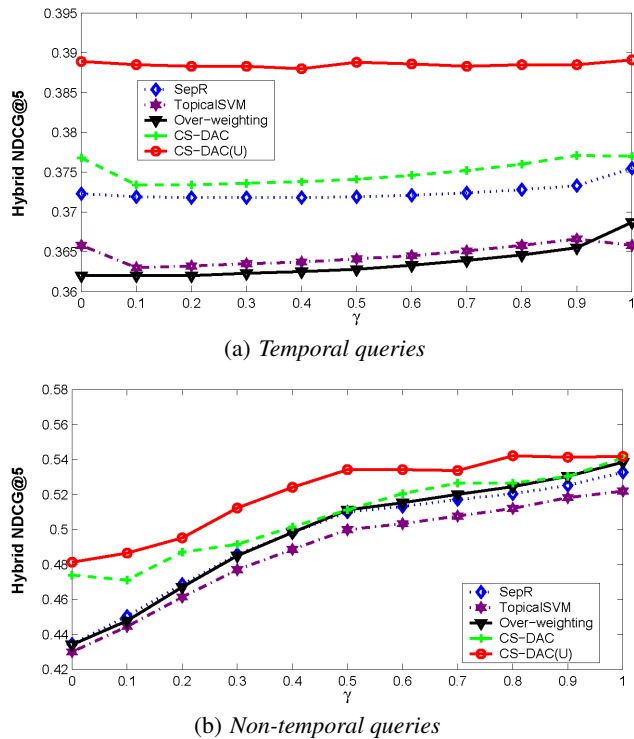 0.395
0.39
0.385
0.38
0.375
0.37
0.365
0.36
Hybrid NDCG@5
SepR
TopicalSVM
Over-weighting
CS-DAC
CS-DAC(U)
0 0.1 0.2 0.3 0.4 0.5 0.6 0.7 0.8 0.9 1
γ
(a) Temporal queries
0.58
0.56
0.54
0.52
0.5
0.48
0.46
0.44
0.42
Hybrid NDCG@5
SepR
TopicalSVM
Over-weighting
CS-DAC
CS-DAC(U)
0 0.1 0.2 0.3 0.4 0.5 0.6 0.7 0.8 0.9 1
γ
(b) Non-temporal queries